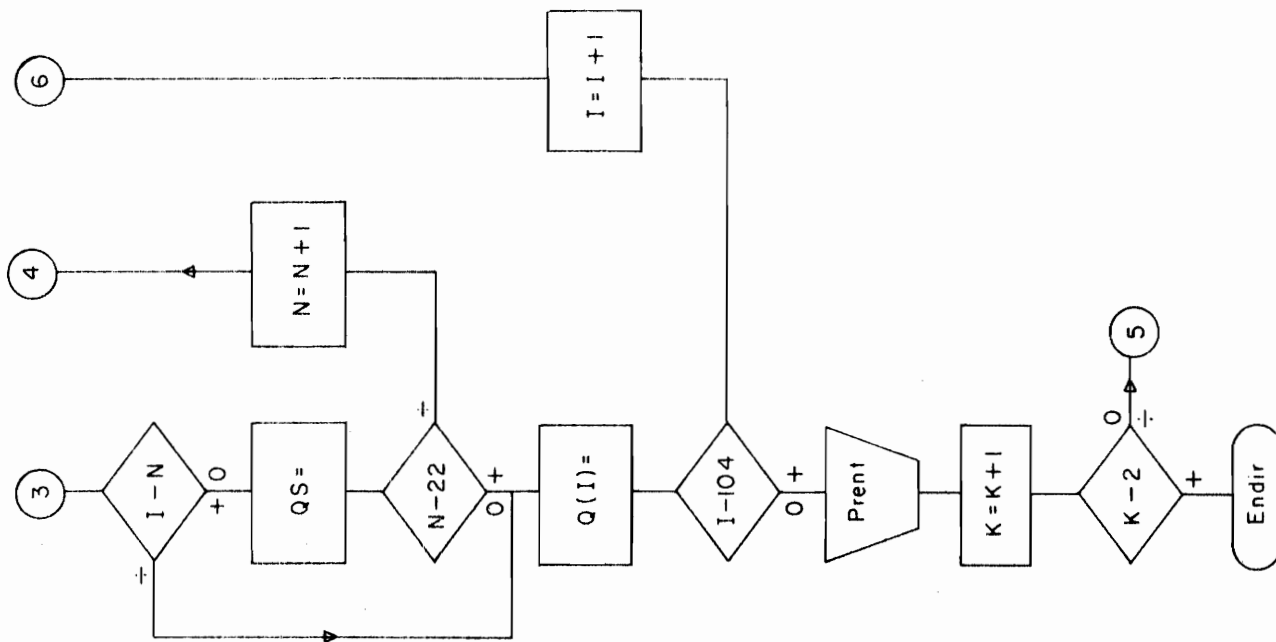 3
I-N
÷
+ 0
QS=
N-22
÷
0 +
N=N+1
4
Q(I)=
I-104
0 +
I=I+1
6
Prent
K=K+1
K-2
0
÷
5
+
Endir